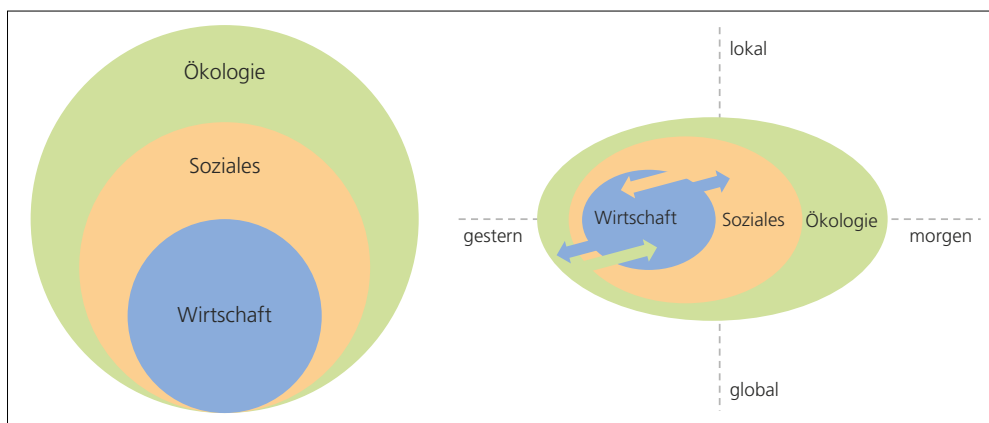 Ökologie
Soziales
Wirtschaft
lokal
Wirtschaft
Soziales
Ökologie
gestern
morgen
global